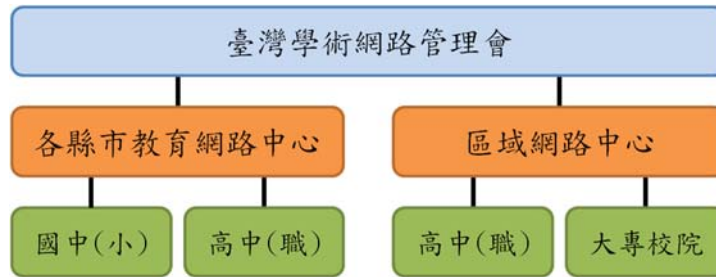 臺灣學術網路管理會
各縣市教育網路中心
區域網路中心
國中(小)
高中(職)
高中(職)
大專校院